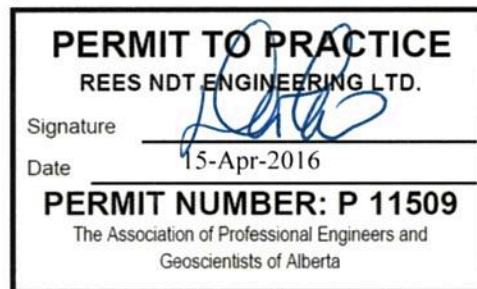 PERMIT TO PRACTICE
REES NDT ENGINEERING LTD.
Signature
Date 15-Apr-2016
PERMIT NUMBER: P 11509
The Association of Professional Engineers and
Geoscientists of Alberta